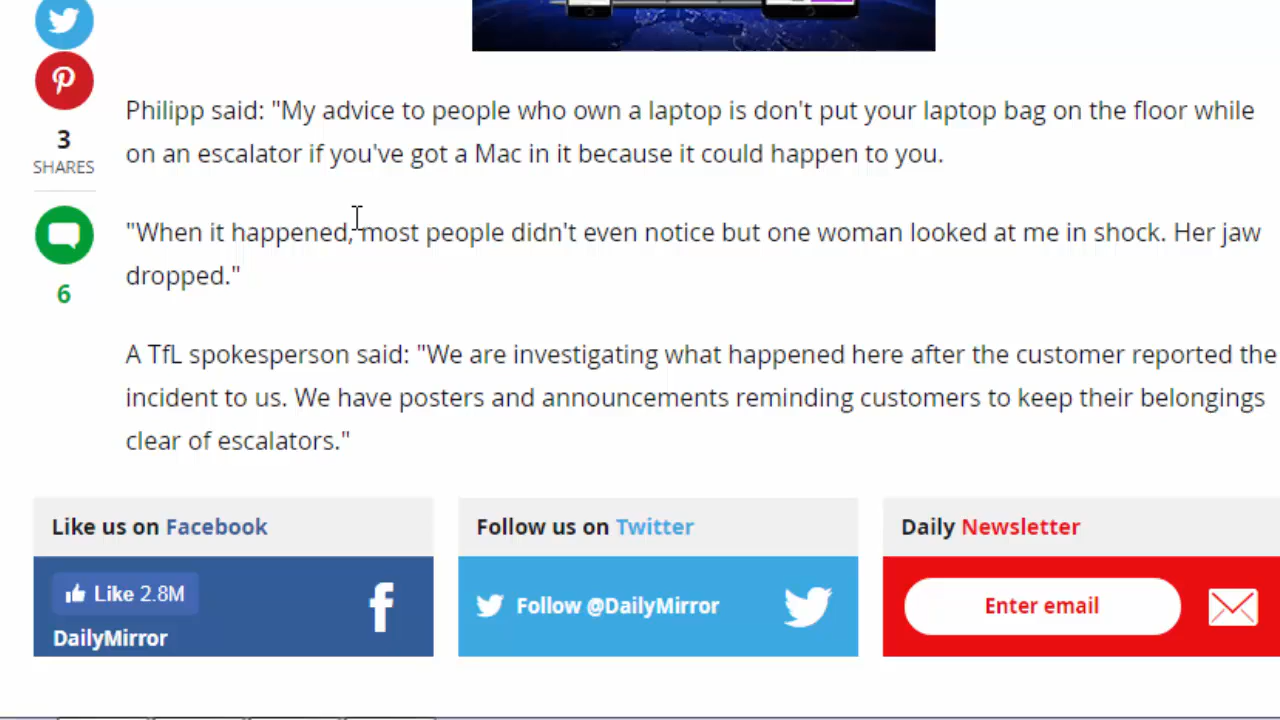 Philipp said: "My advice to people who own a laptop is don't put your laptop bag on the floor while
on an escalator if you've got a Mac in it because it could happen to you.
3
SHARES
"When it happened, most people didn't even notice but one woman looked at me in shock. Her jaw
dropped."
6
A TfL spokesperson said: "We are investigating what happened here after the customer reported the
incident to us. We have posters and announcements reminding customers to keep their belongings
clear of escalators."
Like us on Facebook
Like 2.8M
DailyMirror
Follow us on Twitter
Follow @DailyMirror
Daily Newsletter
Enter email